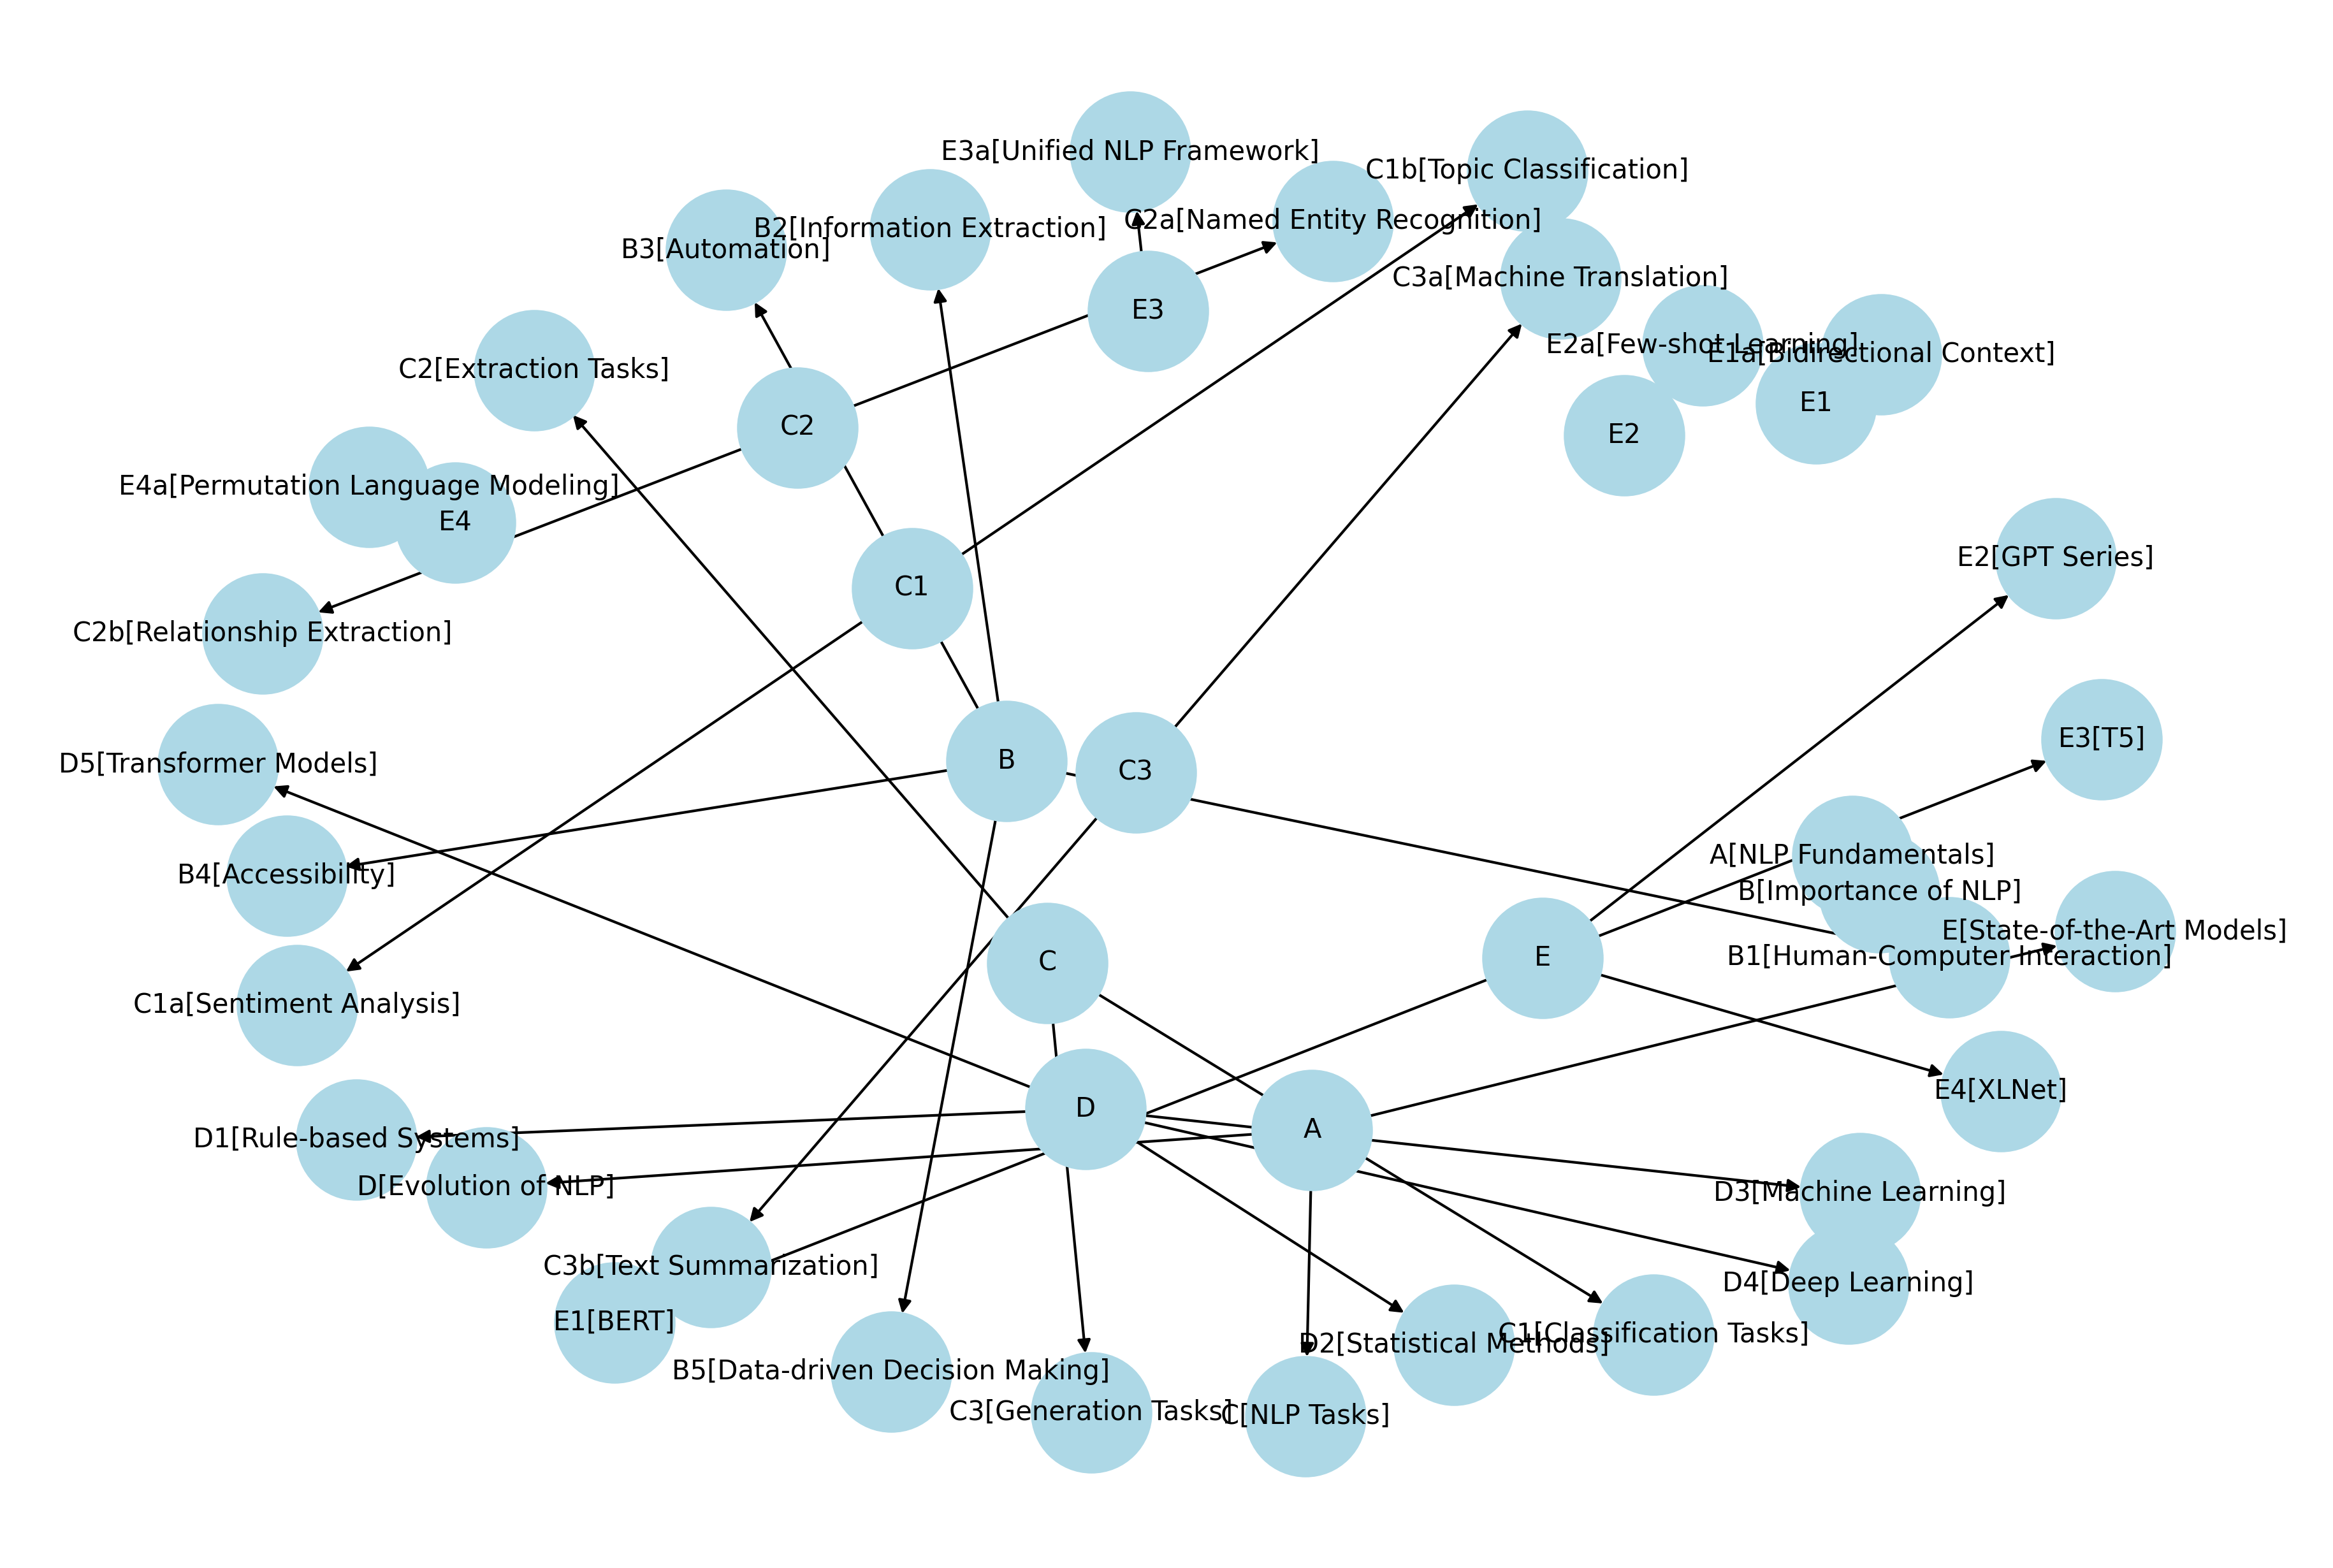 E3a[Unified NLP Framework]
C1b[Topic Classification]
C2a[Named Entity Recognition]
B2[Information Extraction]
B3[Automation]
C3a[Machine Translation]
E3
E2a[Few-shot Learning]
E1a[Bidirectional Context]
C2[Extraction Tasks]
E1
C2
E2
E4a[Permutation Language Modeling]
E4
E2[GPT Series]
C1
C2b[Relationship Extraction]
E3[T5]
B
D5[Transformer Models]
C3
A[NLP Fundamentals]
B4[Accessibility]
B[Importance of NLP]
E[State-of-the-Art Models]
B1[Human-Computer Interaction]
E
C
C1a[Sentiment Analysis]
E4[XLNet]
D
A
D1[Rule-based Systems]
D[Evolution of NLP]
D3[Machine Learning]
C3b[Text Summarization]
D4[Deep Learning]
E1[BERT]
C1[Classification Tasks]
D2[Statistical Methods]
B5[Data-driven Decision Making]
C3[Generation Tasks]
C[NLP Tasks]